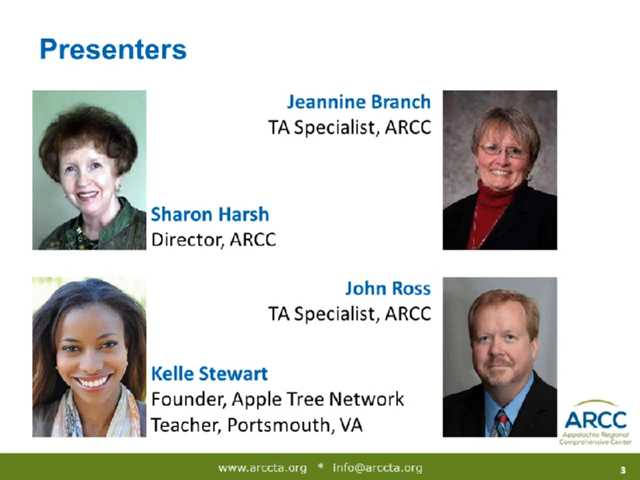 Presenters
Jeannine Branch
TA Specialist, ARCC
Sharon Harsh
Director, ARCC
John Ross
TA Specialist, ARCC
Kelle Stewart
Founder, Apple Tree Network
Teacher, Portsmouth, VA
ARCC
Appalachia Regional
Comprehensive Center
www.arccta.org * Info@arccta.org
3